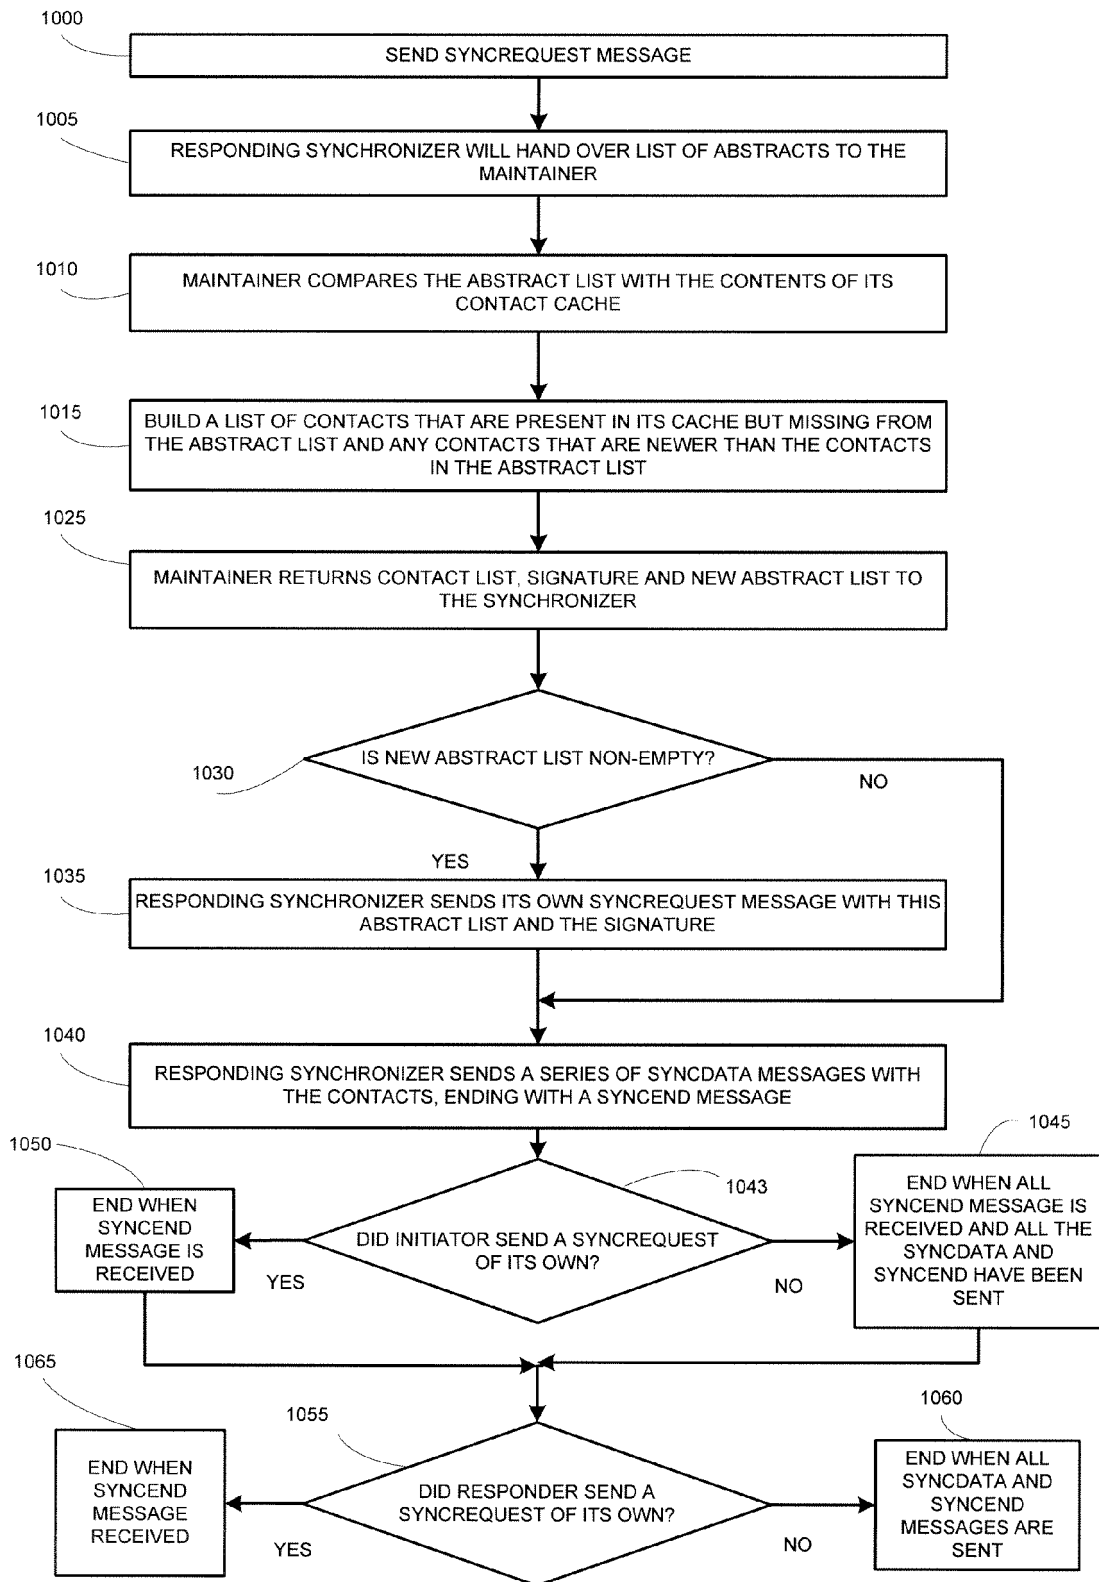 1000
SEND SYNCREQUEST MESSAGE
1005
RESPONDING SYNCHRONIZER WILL HAND OVER LIST OF ABSTRACTS TO THE
MAINTAINER
1010
MAINTAINER COMPARES THE ABSTRACT LIST WITH THE CONTENTS OF ITS
CONTACT CACHE
1015
BUILD A LIST OF CONTACTS THAT ARE PRESENT IN ITS CACHE BUT MISSING FROM
THE ABSTRACT LIST AND ANY CONTACTS THAT ARE NEWER THAN THE CONTACTS
IN THE ABSTRACT LIST
1025
MAINTAINER RETURNS CONTACT LIST, SIGNATURE AND NEW ABSTRACT LIST TO
THE SYNCHRONIZER
1030
IS NEW ABSTRACT LIST NON-EMPTY?
NO
YES
1035
RESPONDING SYNCHRONIZER SENDS ITS OWN SYNCREQUEST MESSAGE WITH THIS
ABSTRACT LIST AND THE SIGNATURE
1040
RESPONDING SYNCHRONIZER SENDS A SERIES OF SYNCDATA MESSAGES WITH
THE CONTACTS, ENDING WITH A SYNCEND MESSAGE
1050
END WHEN
SYNCEND
MESSAGE IS
RECEIVED
1043
DID INITIATOR SEND A SYNCREQUEST
OF ITS OWN?
YES
NO
1045
END WHEN ALL
SYNCEND MESSAGE IS
RECEIVED AND ALL THE
SYNCDATA AND
SYNCEND HAVE BEEN
SENT
1065
END WHEN
SYNCEND
MESSAGE
RECEIVED
1055
DID RESPONDER SEND A
SYNCREQUEST OF ITS OWN?
YES
NO
1060
END WHEN ALL
SYNCDATA AND
SYNCEND
MESSAGES ARE
SENT